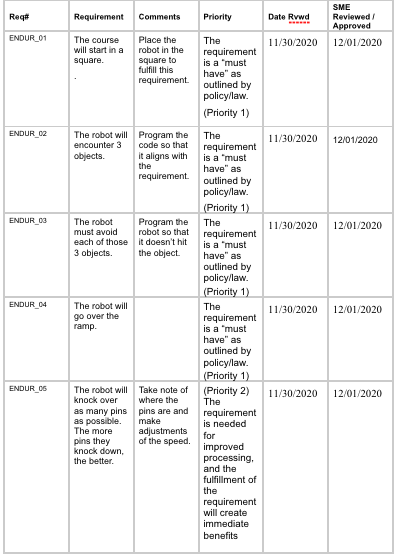 Req#
Requirement
Comments
Priority
Date Rvwd
SME
Reviewed /
Approved
ENDUR_01
The course
will start in a
square.
.
Place the
robot in the
square to
fulfill this
requirement.
The
requirement
is a “must
have” as
outlined by
policy/law.
(Priority 1)
11/30/2020
12/01/2020
ENDUR_02
The robot will
encounter 3
objects.
Program the
code so that
it aligns with
the
requirement.
The
requirement
is a “must
have” as
outlined by
policy/law.
(Priority 1)
11/30/2020
12/01/2020
ENDUR_03
The robot
must avoid
each of those
3 objects.
Program the
robot so that
it doesn’t hit
the object.
The
requirement
is a “must
have” as
outlined by
policy/law.
(Priority 1)
11/30/2020
12/01/2020
ENDUR_04
The robot will
go over the
ramp.
The
requirement
is a “must
have” as
outlined by
policy/law.
(Priority 1)
11/30/2020
12/01/2020
ENDUR_05
The robot will
knock over
as many pins
as possible.
The more
pins they
knock down,
the better.
Take note of
where the
pins are and
make
adjustments
of the speed.
(Priority 2)
The
requirement
is needed
for
improved
processing,
and the
fulfillment of
the
requirement
will create
immediate
benefits
11/30/2020
12/01/2020